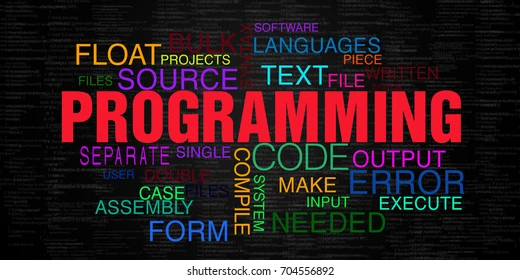 SOFTWARE
BULK LANGUAGES
FLOAT PROJECTS PIECE
FILES SOURCE TEXT FILE WRITTEN
PROGRAMMING
SEPARATE SINGLE CODE OUTPUT
USER DOUBLE COMPILE SYSTEM MAKE ERROR
CASE FILES INPUT EXECUTE
ASSEMBLY
FORM NEEDED
shutterstock.com · 704556892